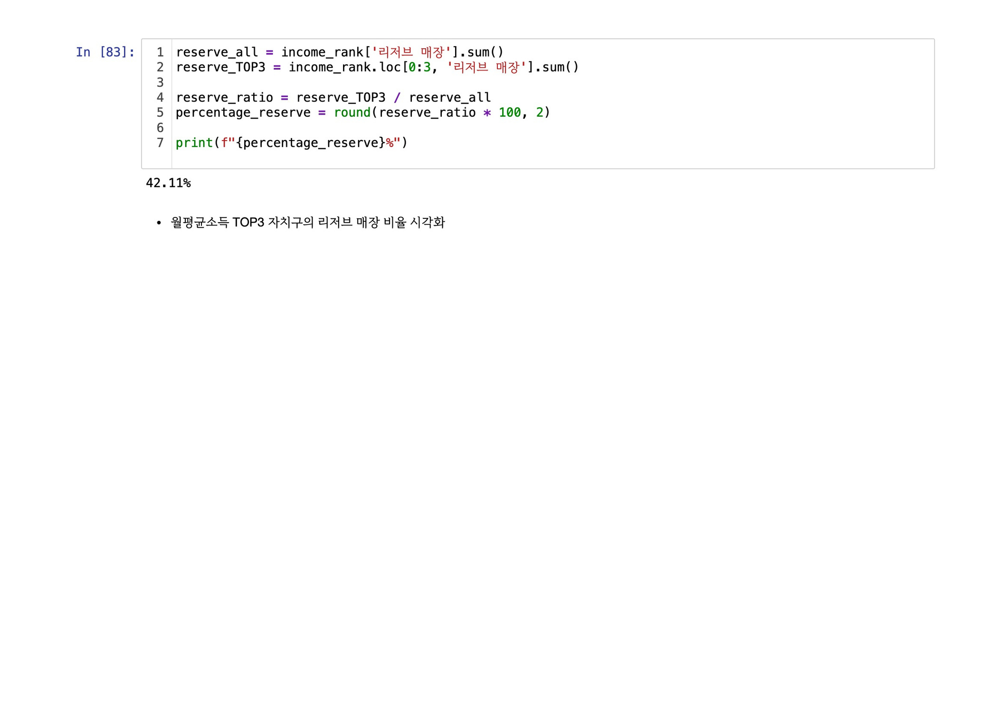 In [83]:
1 reserve_all = income_rank['리저브 매장'].sum()
2 reserve_TOP3 = income_rank.loc[0:3, '리저브 매장'].sum()
3
4 reserve_ratio = reserve_TOP3 / reserve_all
5 percentage_reserve = round(reserve_ratio * 100, 2)
6
7 print(f"{percentage_reserve}%")
42.11%
• 월평균소득 TOP3 자치구의 리저브 매장 비율 시각화